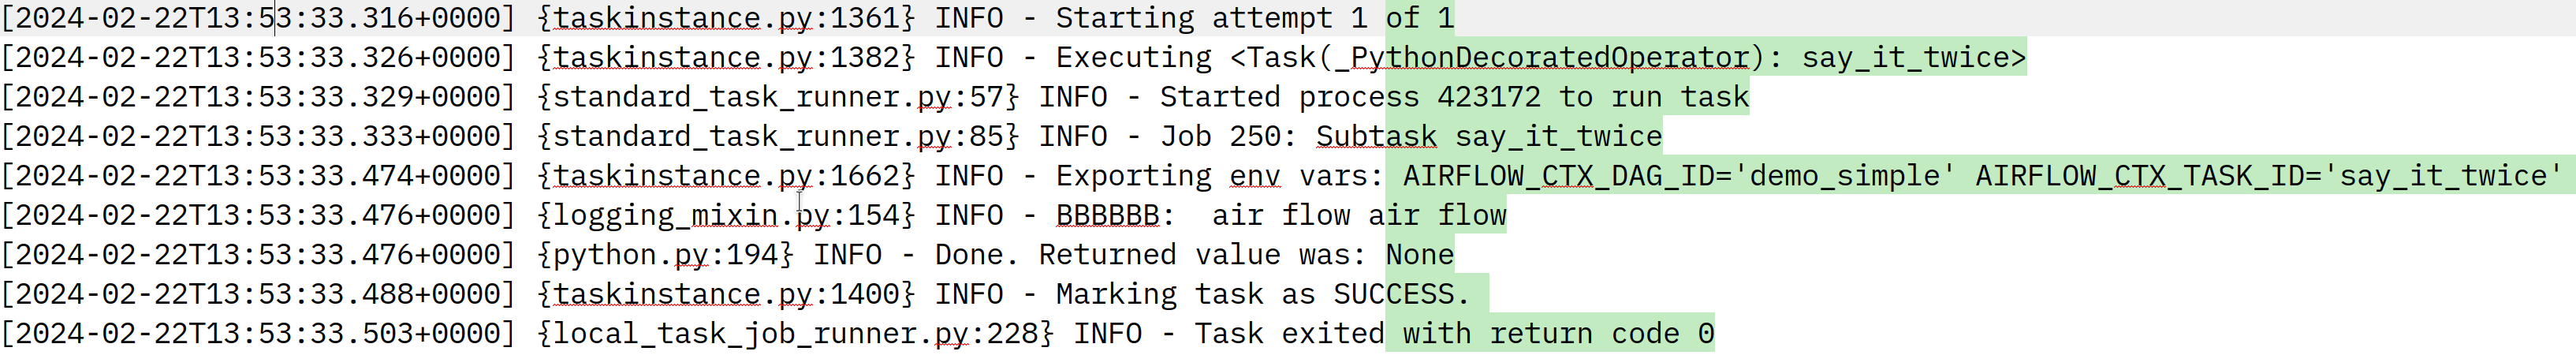 [2024-02-22T13:53:33.316+0000] {taskinstance.py:1361} INFO - Starting attempt 1 of 1
[2024-02-22T13:53:33.326+0000] {taskinstance.py:1382} INFO - Executing <Task(_PythonDecoratedOperator): say_it_twice>
[2024-02-22T13:53:33.329+0000] {standard_task_runner.py:57} INFO - Started process 423172 to run task
[2024-02-22T13:53:33.333+0000] {standard_task_runner.py:85} INFO - Job 250: Subtask say_it_twice
[2024-02-22T13:53:33.474+0000] {taskinstance.py:1662} INFO - Exporting env vars: AIRFLOW_CTX_DAG_ID='demo_simple' AIRFLOW_CTX_TASK_ID='say_it_twice'
[2024-02-22T13:53:33.476+0000] {logging_mixin.py:154} INFO - BBBBBB:  air flow air flow
[2024-02-22T13:53:33.476+0000] {python.py:194} INFO - Done. Returned value was: None
[2024-02-22T13:53:33.488+0000] {taskinstance.py:1400} INFO - Marking task as SUCCESS.
[2024-02-22T13:53:33.503+0000] {local_task_job_runner.py:228} INFO - Task exited with return code 0